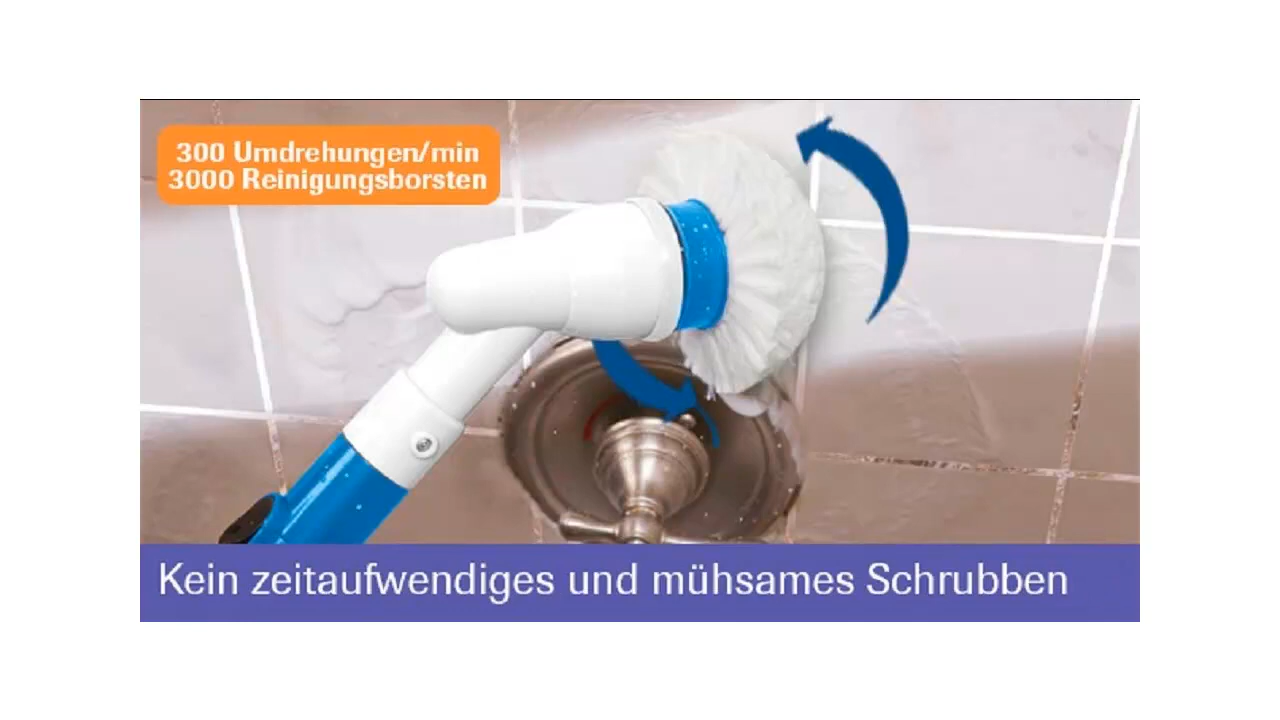 300 Umdrehungen/min
3000 Reinigungsborsten
Kein zeitaufwendiges und mühsames Schrubben